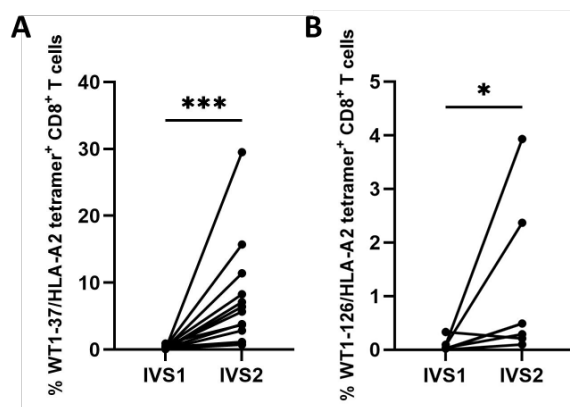 A
% WT1-37/HLA-A2 tetramer⁺ CD8⁺ T cells
40
30
20
10
0
***
IVS1 IVS2
B
% WT1-126/HLA-A2 tetramer⁺ CD8⁺ T cells
5
4
3
2
1
0
*
IVS1 IVS2